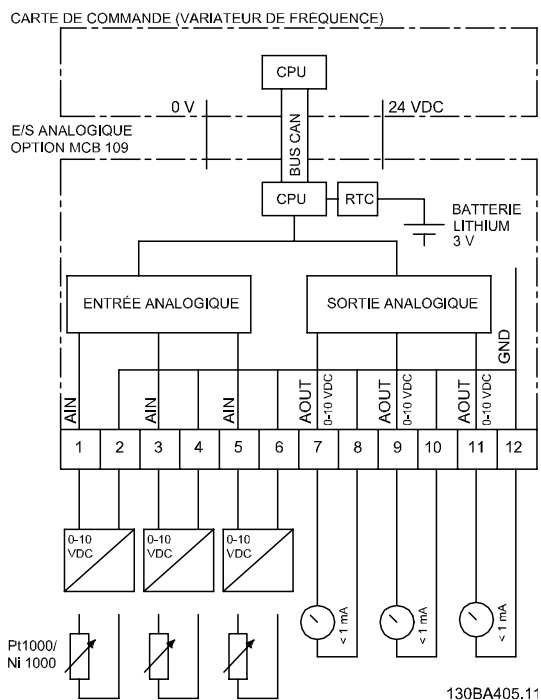 CARTE DE COMMANDE (VARIATEUR DE FRÉQUENCE)
CPU
0 V
24 VDC
BUS CAN
E/S ANALOGIQUE
OPTION MCB 109
CPU
RTC
BATTERIE
LITHIUM
3 V
ENTRÉE ANALOGIQUE
SORTIE ANALOGIQUE
GND
AIN
AIN
AIN
AOUT
0-10 VDC
AOUT
0-10 VDC
AOUT
0-10 VDC
1
2
3
4
5
6
7
8
9
10
11
12
0-10
VDC
0-10
VDC
0-10
VDC
< 1 mA
< 1 mA
< 1 mA
Pt1000/
Ni 1000
130BA405.11